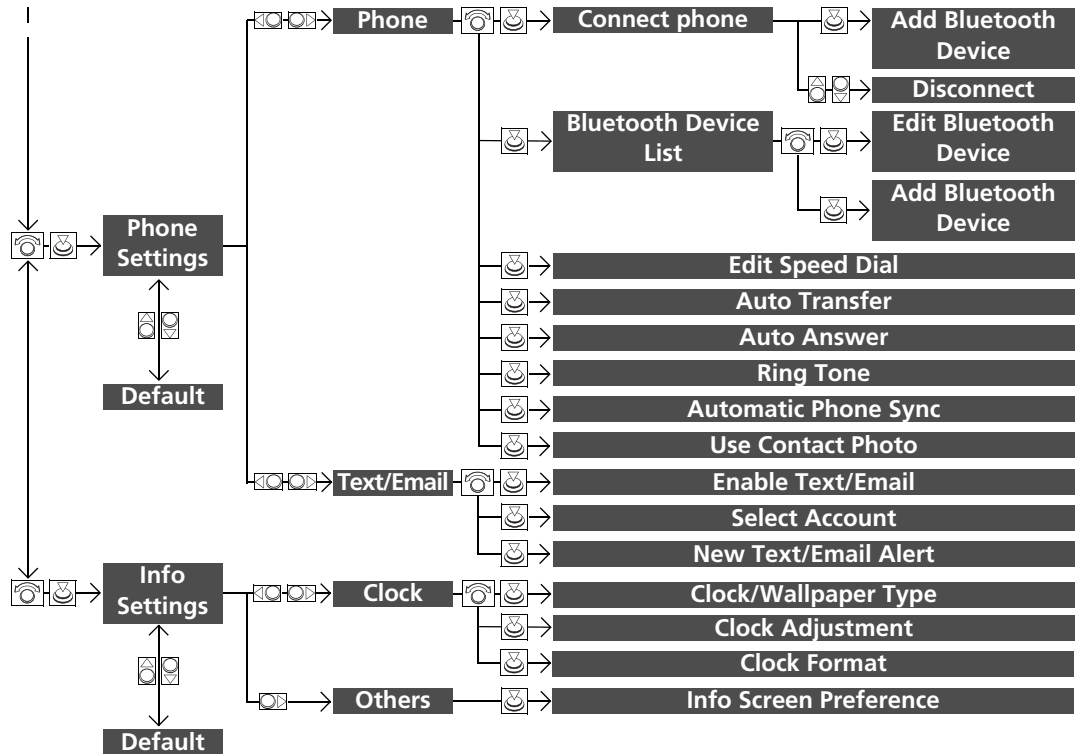 Phone
Connect phone
Add Bluetooth
Device
Disconnect
Bluetooth Device
List
Edit Bluetooth
Device
Add Bluetooth
Device
Phone
Settings
Default
Edit Speed Dial
Auto Transfer
Auto Answer
Ring Tone
Automatic Phone Sync
Use Contact Photo
Text/Email
Enable Text/Email
Select Account
New Text/Email Alert
Info
Settings
Default
Clock
Clock/Wallpaper Type
Clock Adjustment
Clock Format
Others
Info Screen Preference